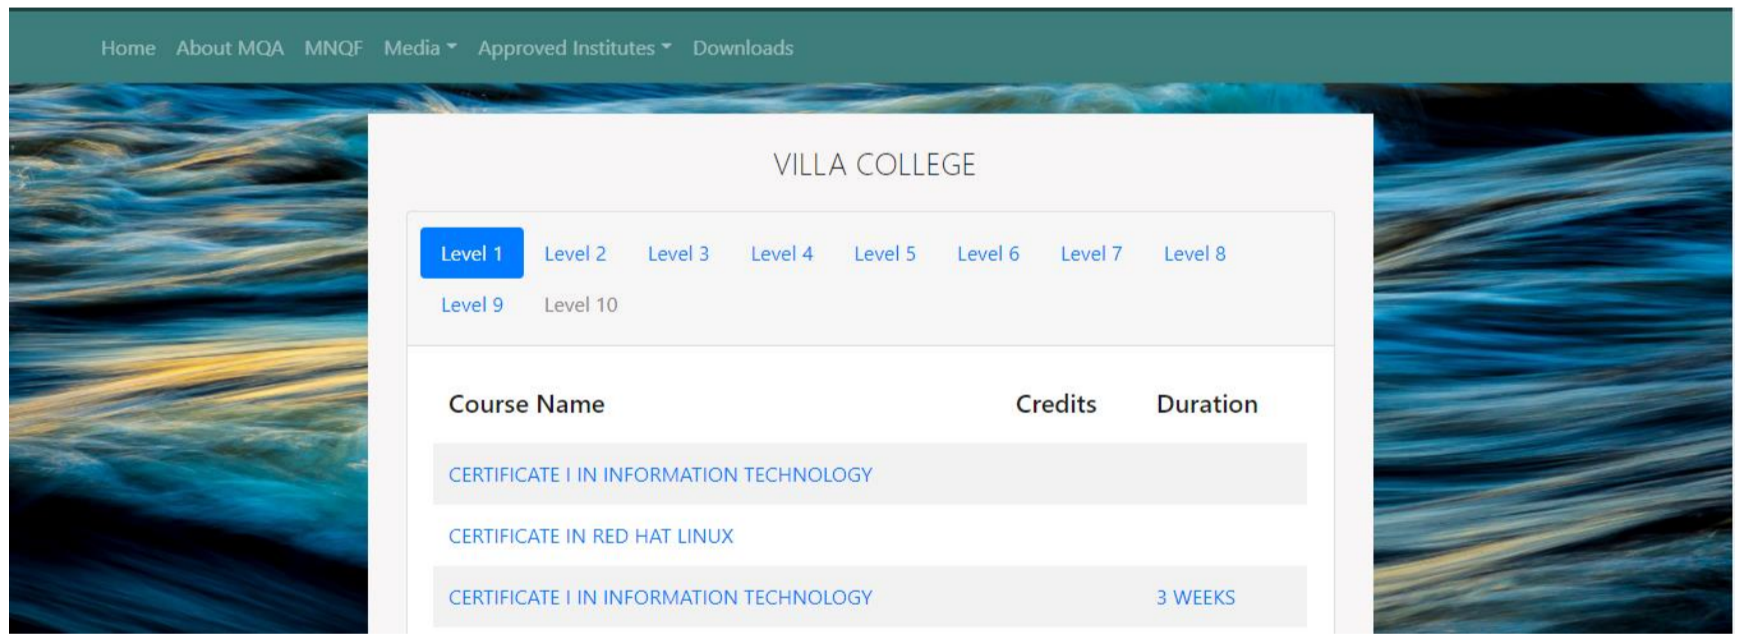 Home About MQA MNQF Media Approved Institutes Downloads
VILLA COLLEGE
Level 1 Level 2 Level 3 Level 4 Level 5 Level 6 Level 7 Level 8
Level 9 Level 10
Course Name Credits Duration
CERTIFICATE I IN INFORMATION TECHNOLOGY
CERTIFICATE IN RED HAT LINUX
CERTIFICATE I IN INFORMATION TECHNOLOGY 3 WEEKS